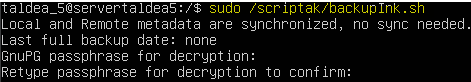 taldea_5@servertaldea5:/$ sudo /scriptak/backupInk.sh
Local and Remote metadata are synchronized, no sync needed.
Last full backup date: none
GnuPG passphrase for decryption:
Retype passphrase for decryption to confirm: